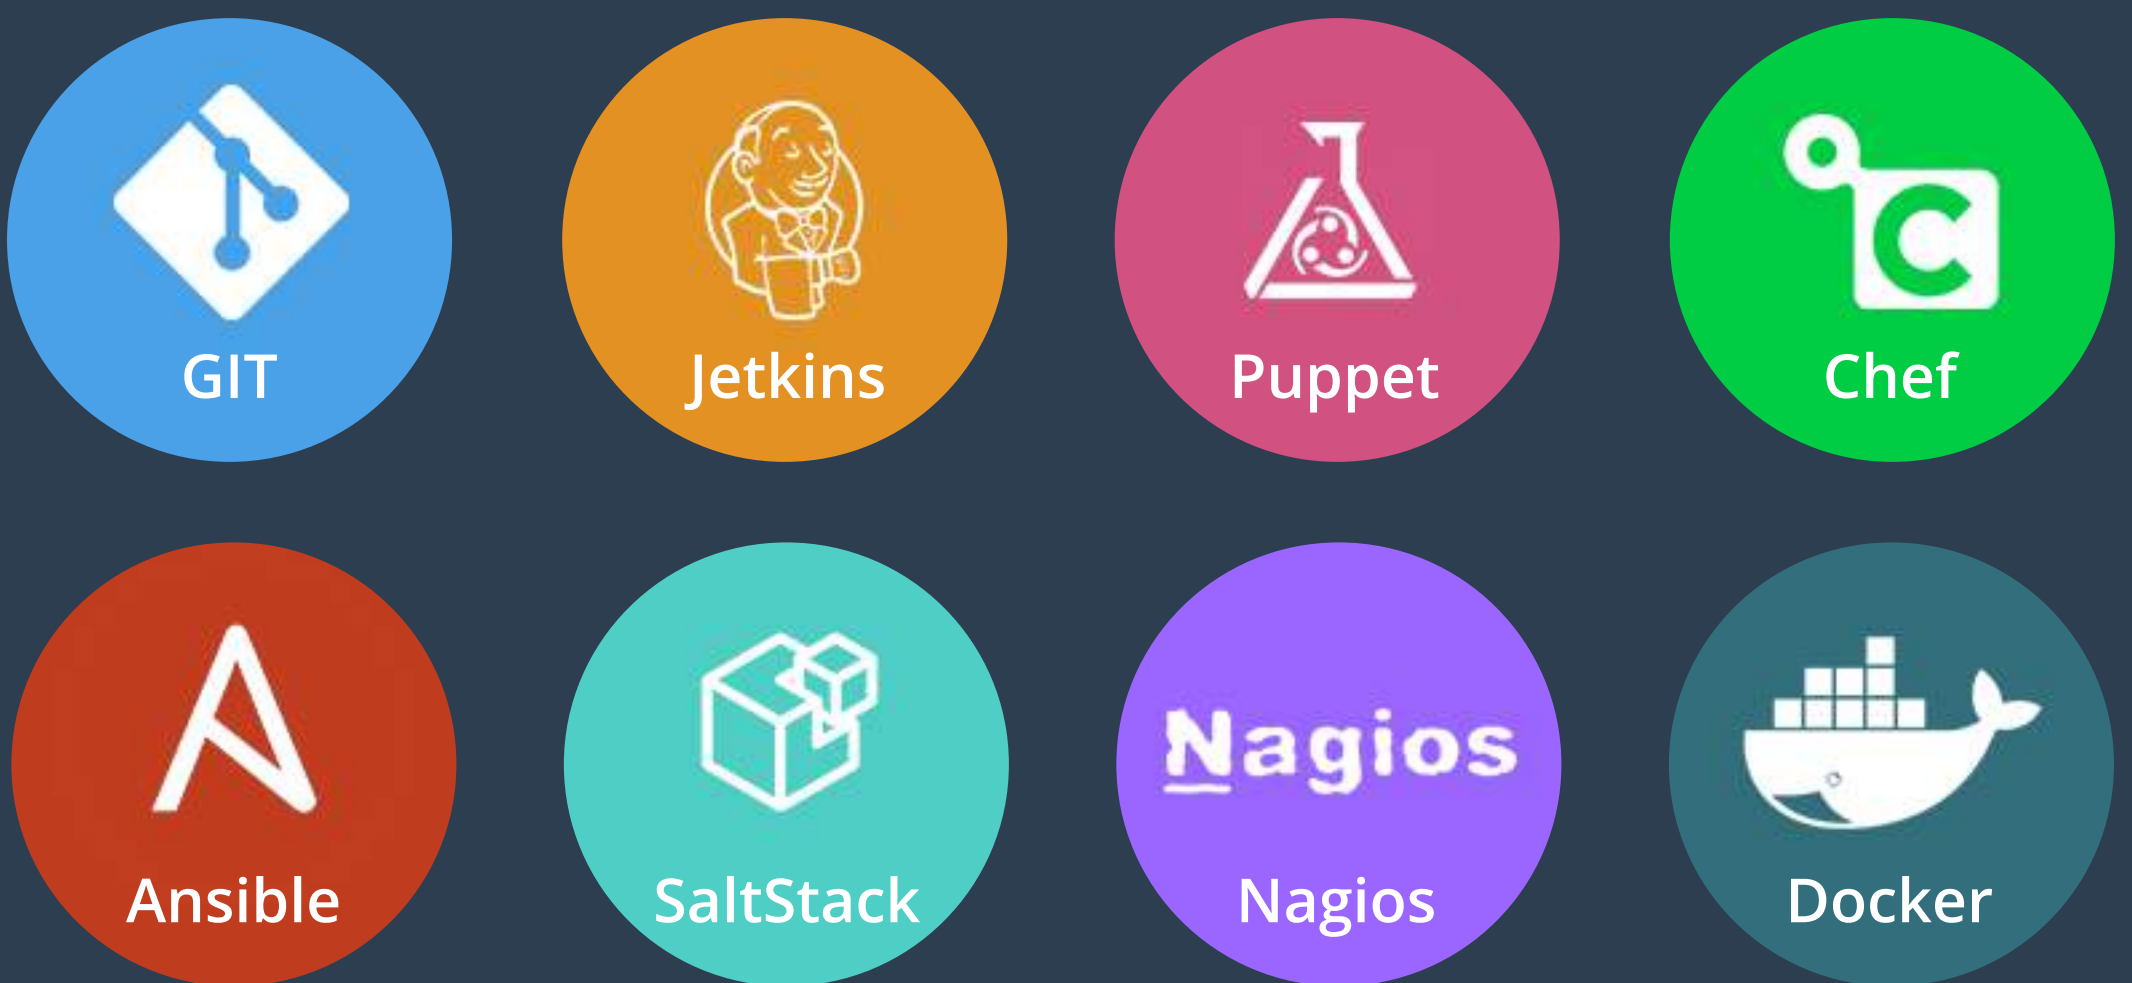 GIT
Jetkins
Puppet
C
Chef
Ansible
SaltStack
Nagios
Nagios
Docker